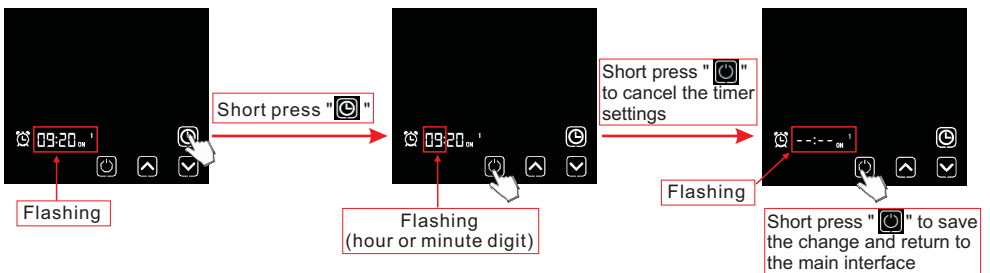 09:20 ON 1
Flashing
Short press " "
09:20 ON 1
Flashing
(hour or minute digit)
Short press " "
to cancel the timer
settings
--:-- ON 1
Flashing
Short press " " to save
the change and return to
the main interface